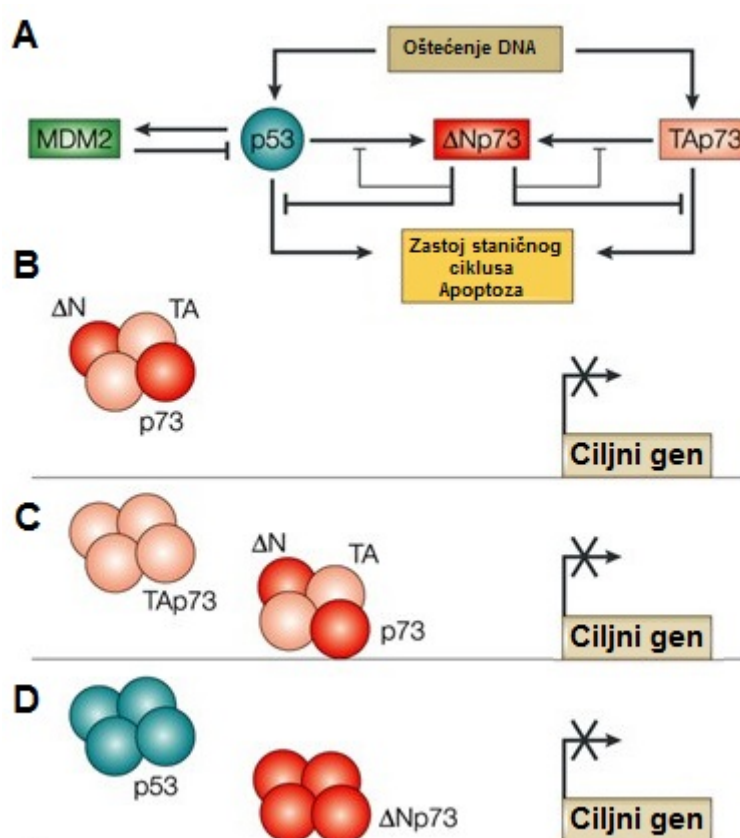 A
Oštećenje DNA
MDM2
p53
ΔNp73
TAp73
Zastoj staničnog
ciklusa
Apoptoza
B
ΔN
TA
p73
Ciljni gen
C
TAp73
ΔN
TA
p73
Ciljni gen
D
p53
ΔNp73
Ciljni gen